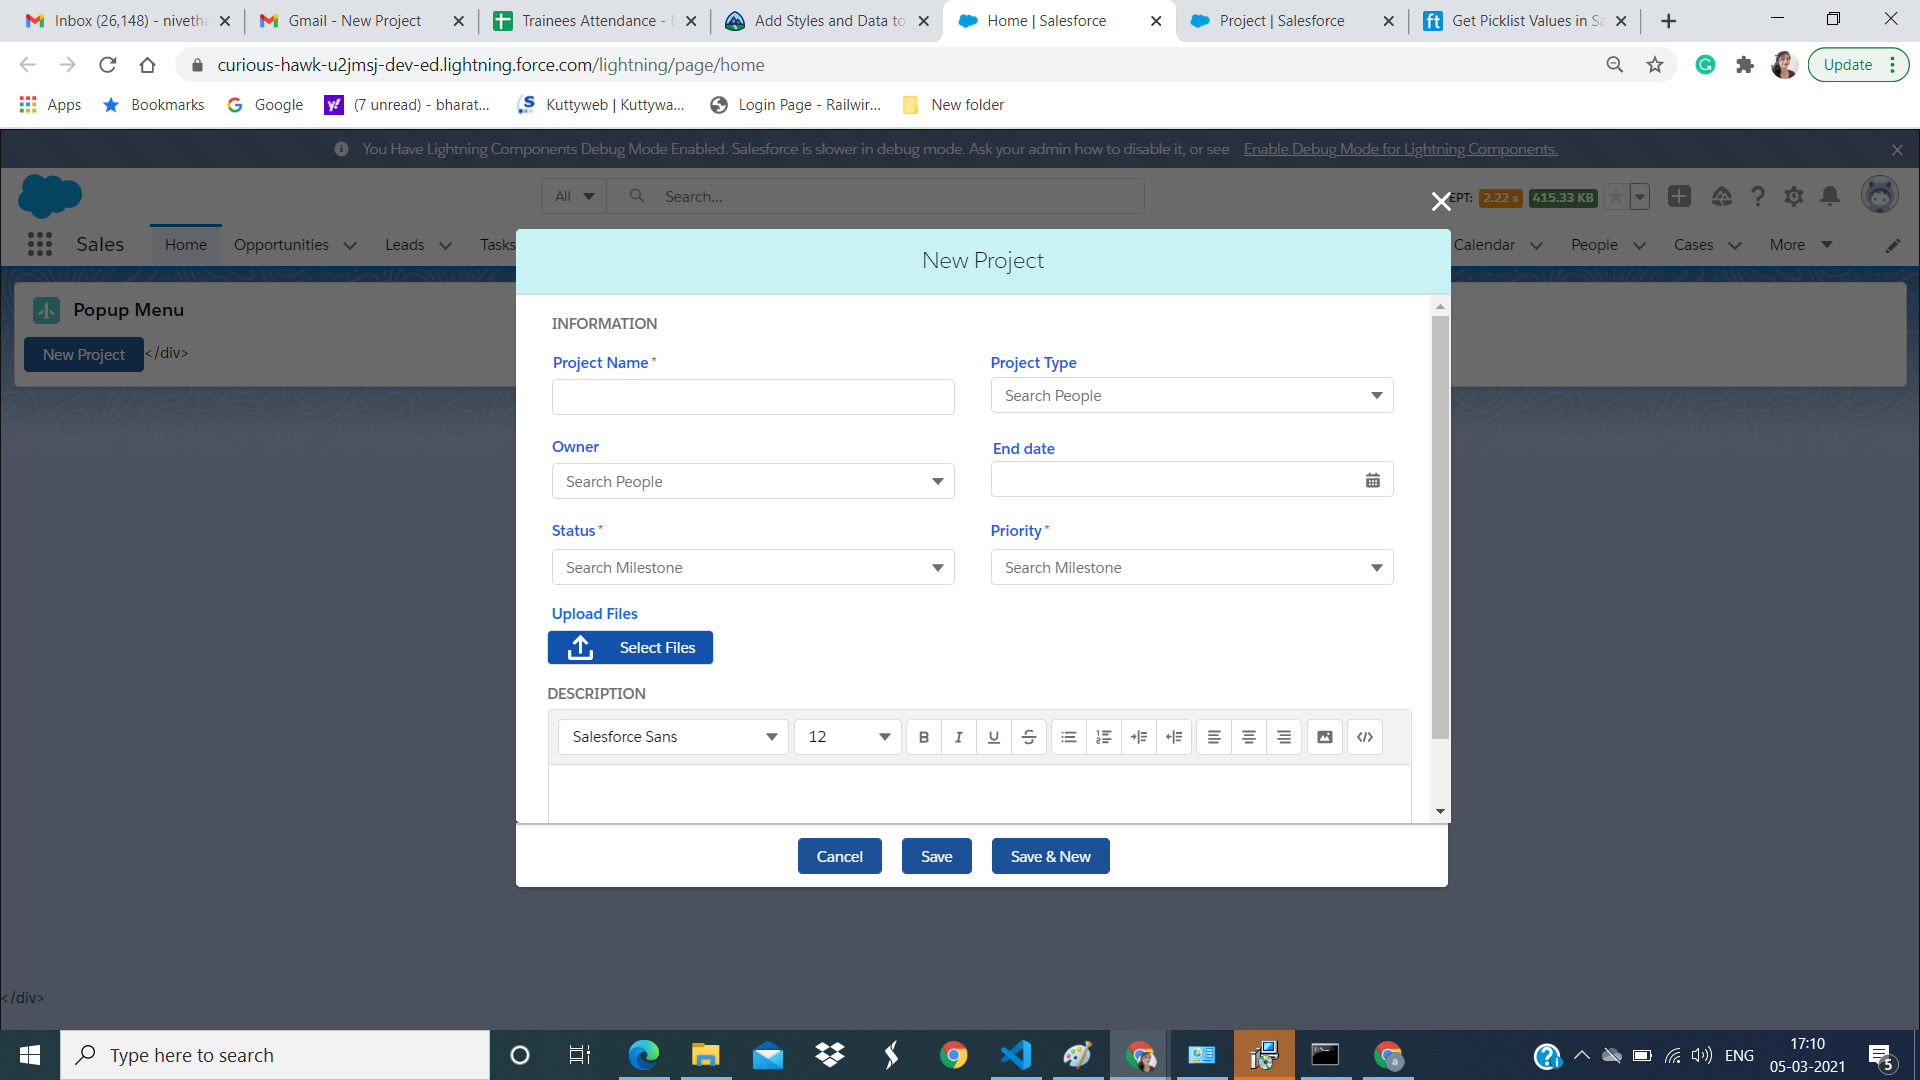 Inbox (26,148) - niveth
Gmail - New Project
Trainees Attendance -
Add Styles and Data to
Home | Salesforce
Project | Salesforce
Get Picklist Values in Sa
curious-hawk-u2jmsj-dev-ed.lightning.force.com/lightning/page/home
Update
Apps
Bookmarks
Google
(7 unread) - bharat...
Kuttyweb | Kuttywa...
Login Page - Railwir...
New folder
You Have Lightning Components Debug Mode Enabled. Salesforce is slower in debug mode. Ask your admin how to disable it, or see Enable Debug Mode for Lightning Components.
All
Search...
EPT: 2.22 s 415.33 KB
Sales
Home
Opportunities
Leads
Tasks
Calendar
People
Cases
More
Popup Menu
New Project
</div>
New Project
INFORMATION
Project Name *
Project Type
Search People
Owner
End date
Search People
Status *
Priority *
Search Milestone
Search Milestone
Upload Files
Select Files
DESCRIPTION
Salesforce Sans
12
B I U S
Cancel
Save
Save & New
</div>
Type here to search
ENG
17:10
05-03-2021
5